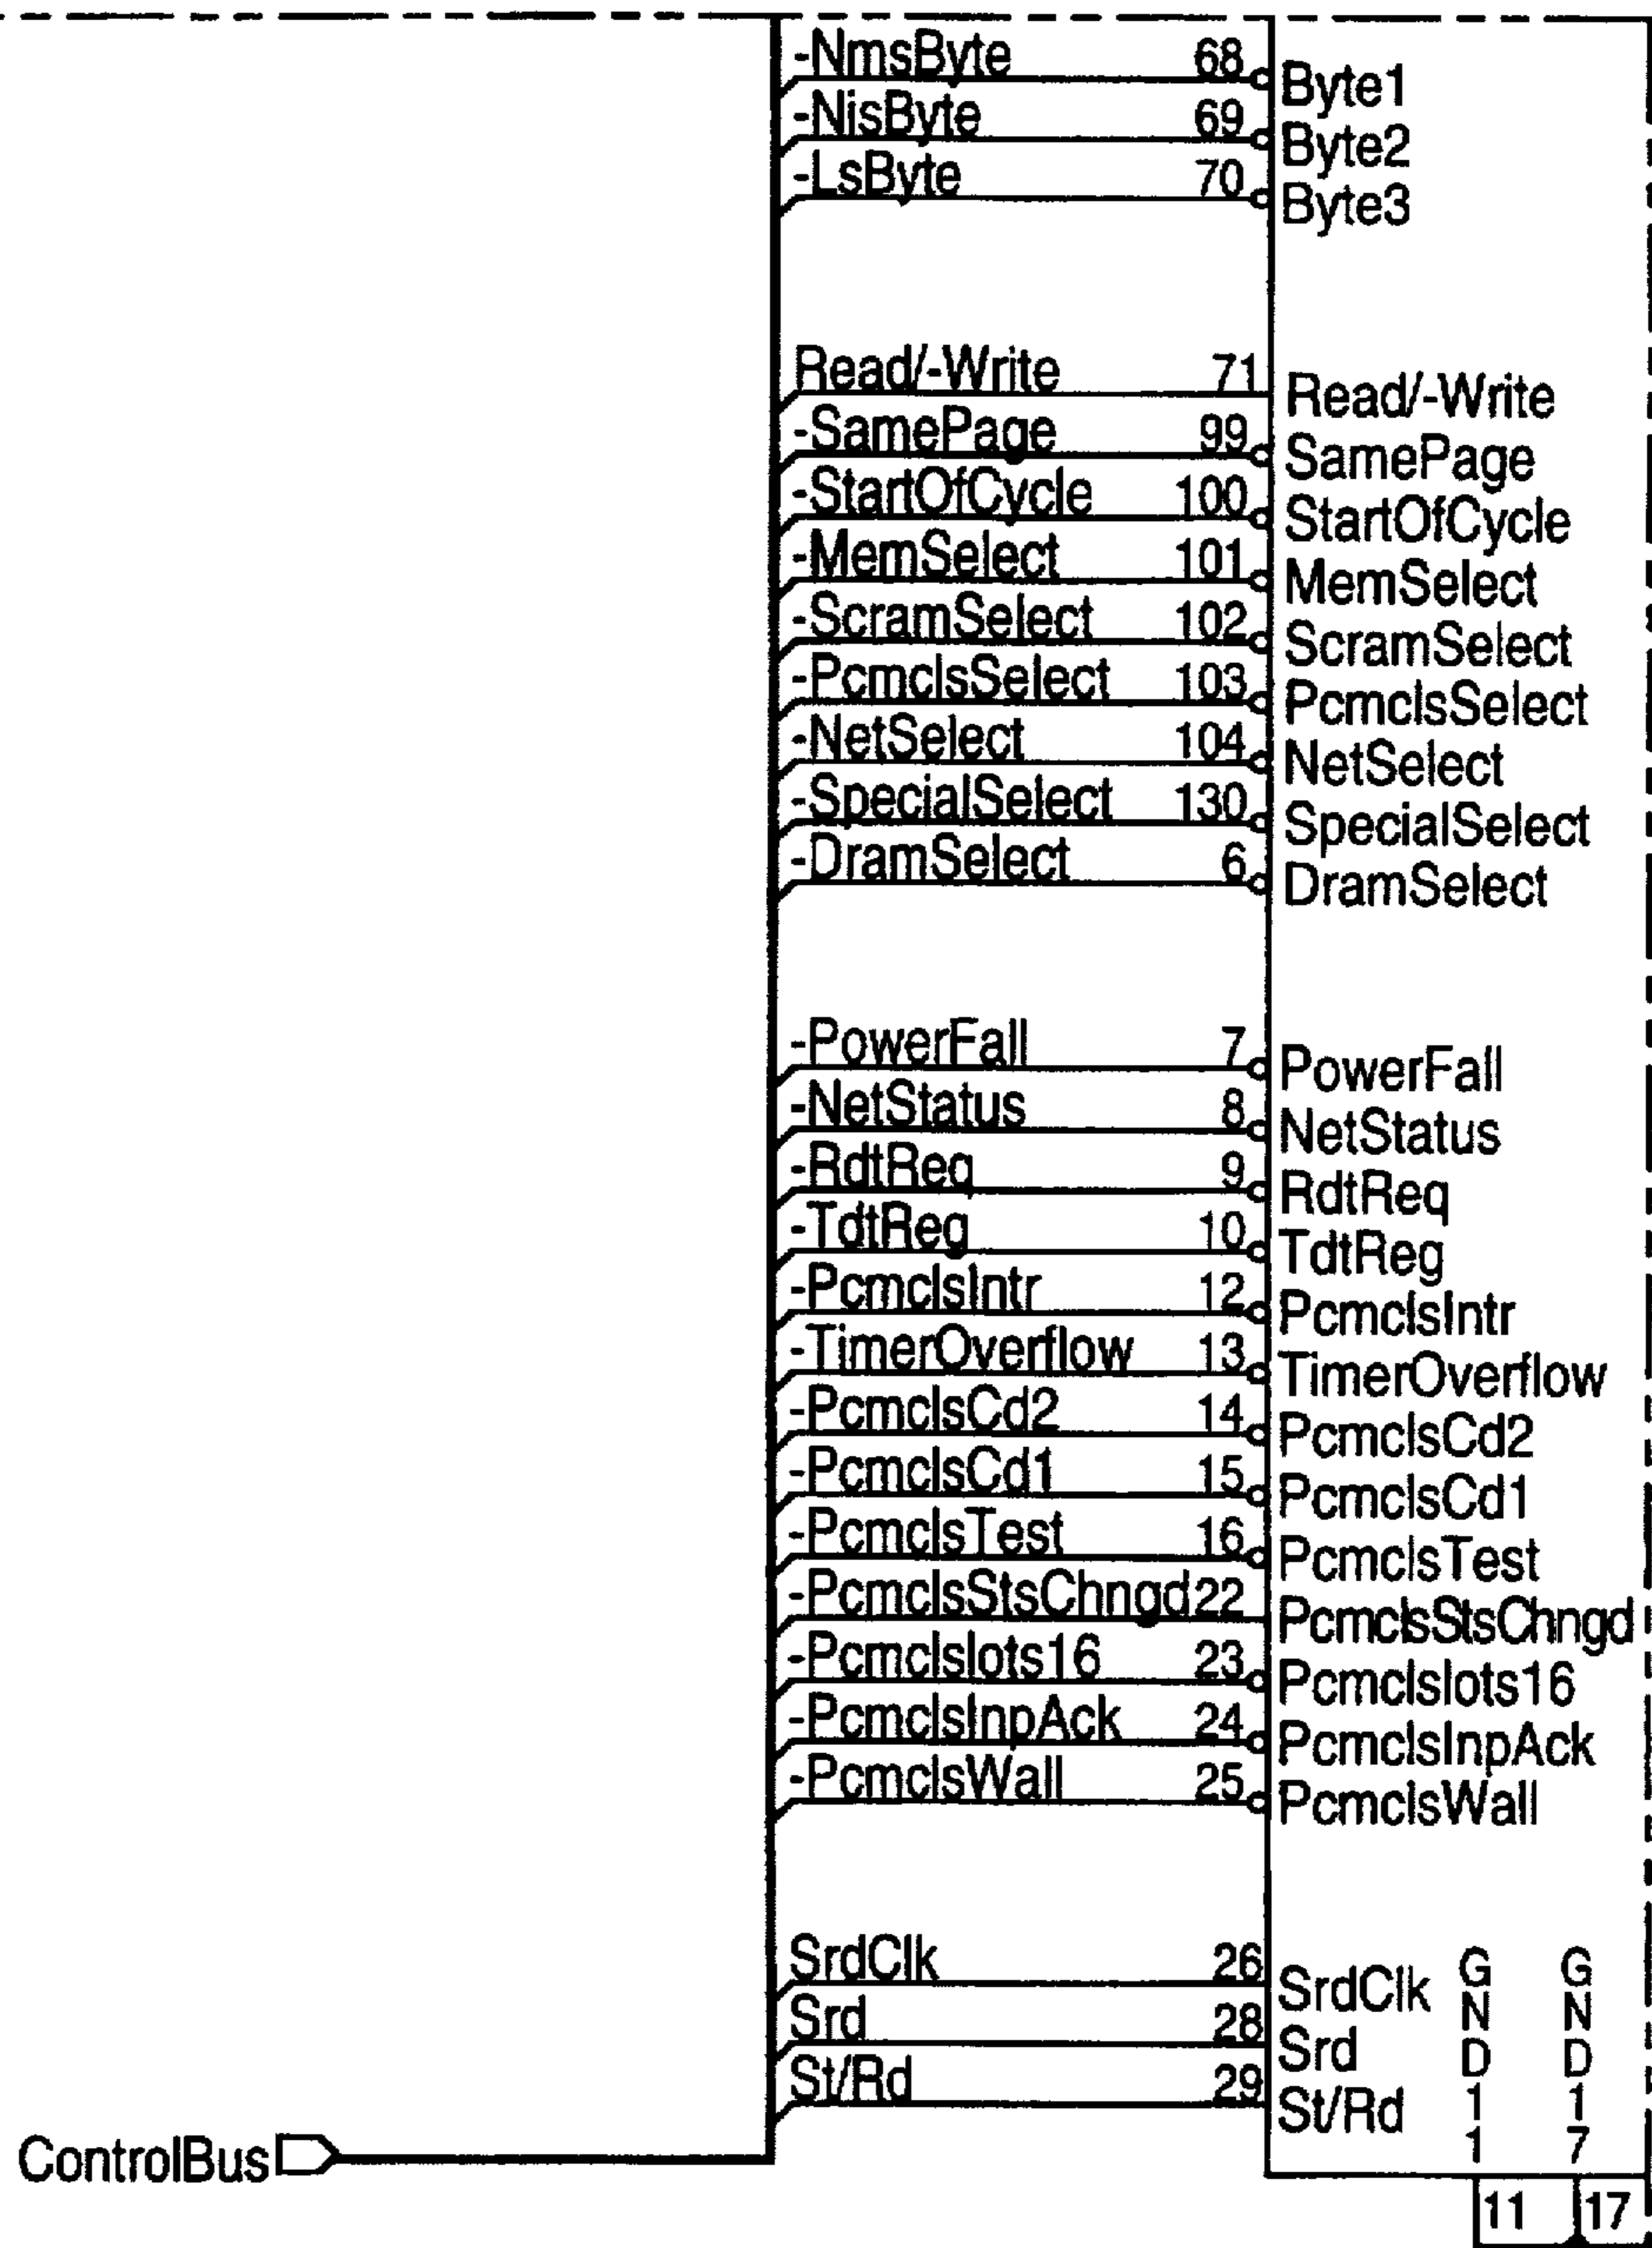 -NmsByte 68 Byte1
-NisByte 69 Byte2
-LsByte 70 Byte3
Read/-Write 71 Read/-Write
-SamePage 99 SamePage
-StartOfCycle 100 StartOfCycle
-MemSelect 101 MemSelect
-ScramSelect 102 ScramSelect
-PcmclsSelect 103 PcmclsSelect
-NetSelect 104 NetSelect
-SpecialSelect 130 SpecialSelect
-DramSelect 6 DramSelect
-PowerFall 7 PowerFall
-NetStatus 8 NetStatus
-RdtReq 9 RdtReq
-TdtReg 10 TdtReg
-PcmclsIntr 12 PcmclsIntr
-TimerOverflow 13 TimerOverflow
-PcmclsCd2 14 PcmclsCd2
-PcmclsCd1 15 PcmclsCd1
-PcmclsTest 16 PcmclsTest
-PcmclsStsChngd 22 PcmclsStsChngd
-Pcmclslots16 23 Pcmclslots16
-PcmclsInpAck 24 PcmclsInpAck
-PcmclsWall 25 PcmclsWall
SrdClk 26 SrdClk
Srd 28 Srd
St/Rd 29 St/Rd
GND11 GND17
ControlBus
11 17